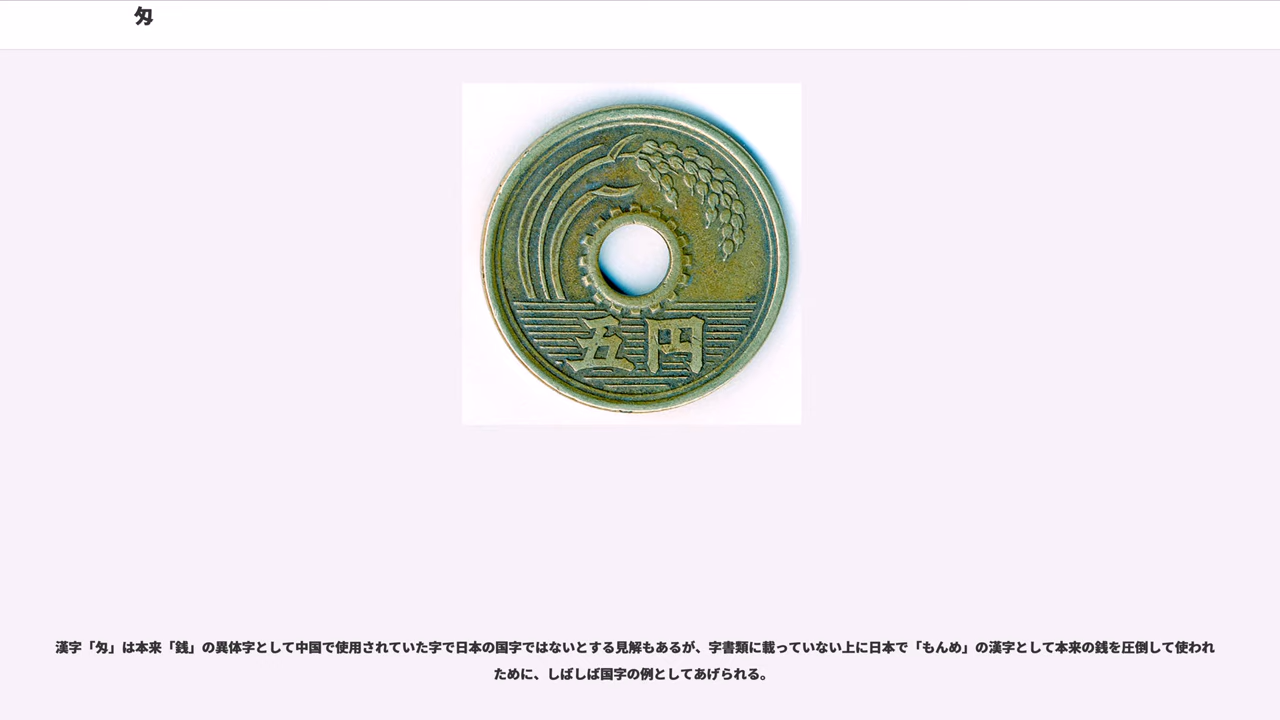 匁
五円
漢字「匁」は本来「銭」の異体字として中国で使用されていた字で日本の国字ではないとする見解もあるが、字書類に載っていない上に日本で「もんめ」の漢字として本来の銭を圧倒して使われ
ために、しばしば国字の例としてあげられる。